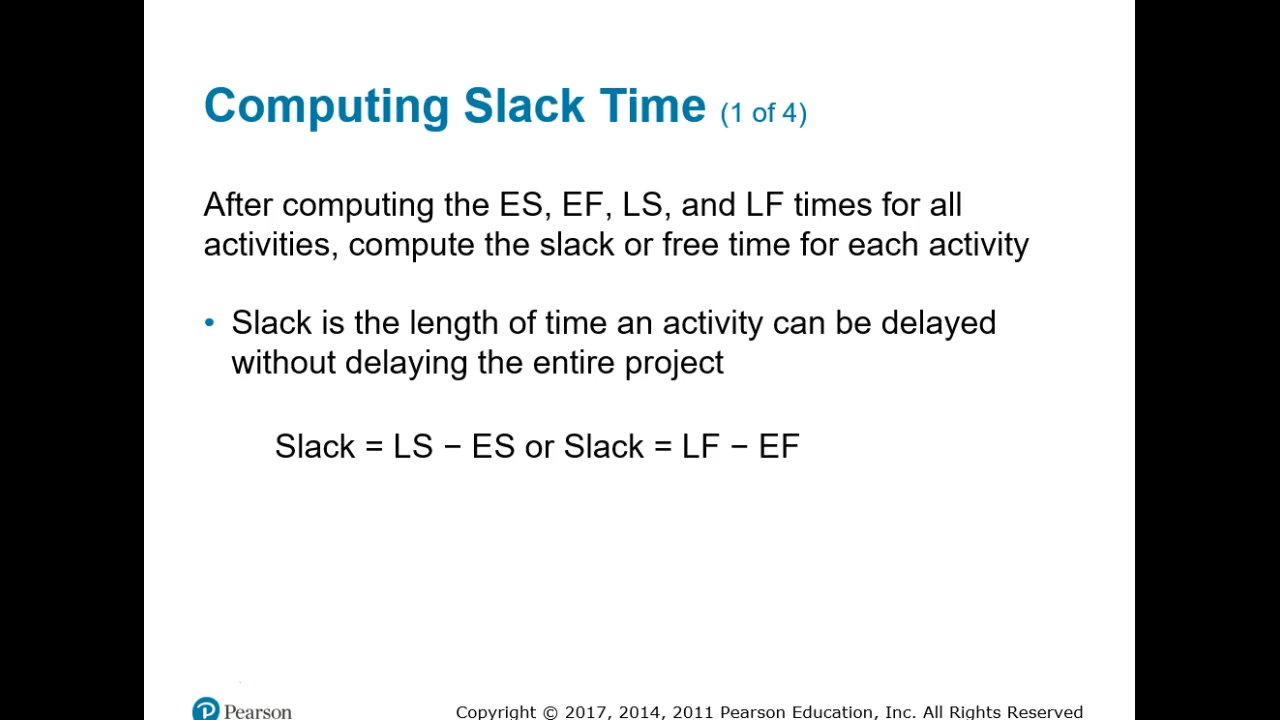 Computing Slack Time (1 of 4)
After computing the ES, EF, LS, and LF times for all
activities, compute the slack or free time for each activity
• Slack is the length of time an activity can be delayed
without delaying the entire project
Slack = LS − ES or Slack = LF − EF
Pearson
Copyright © 2017, 2014, 2011 Pearson Education, Inc. All Rights Reserved